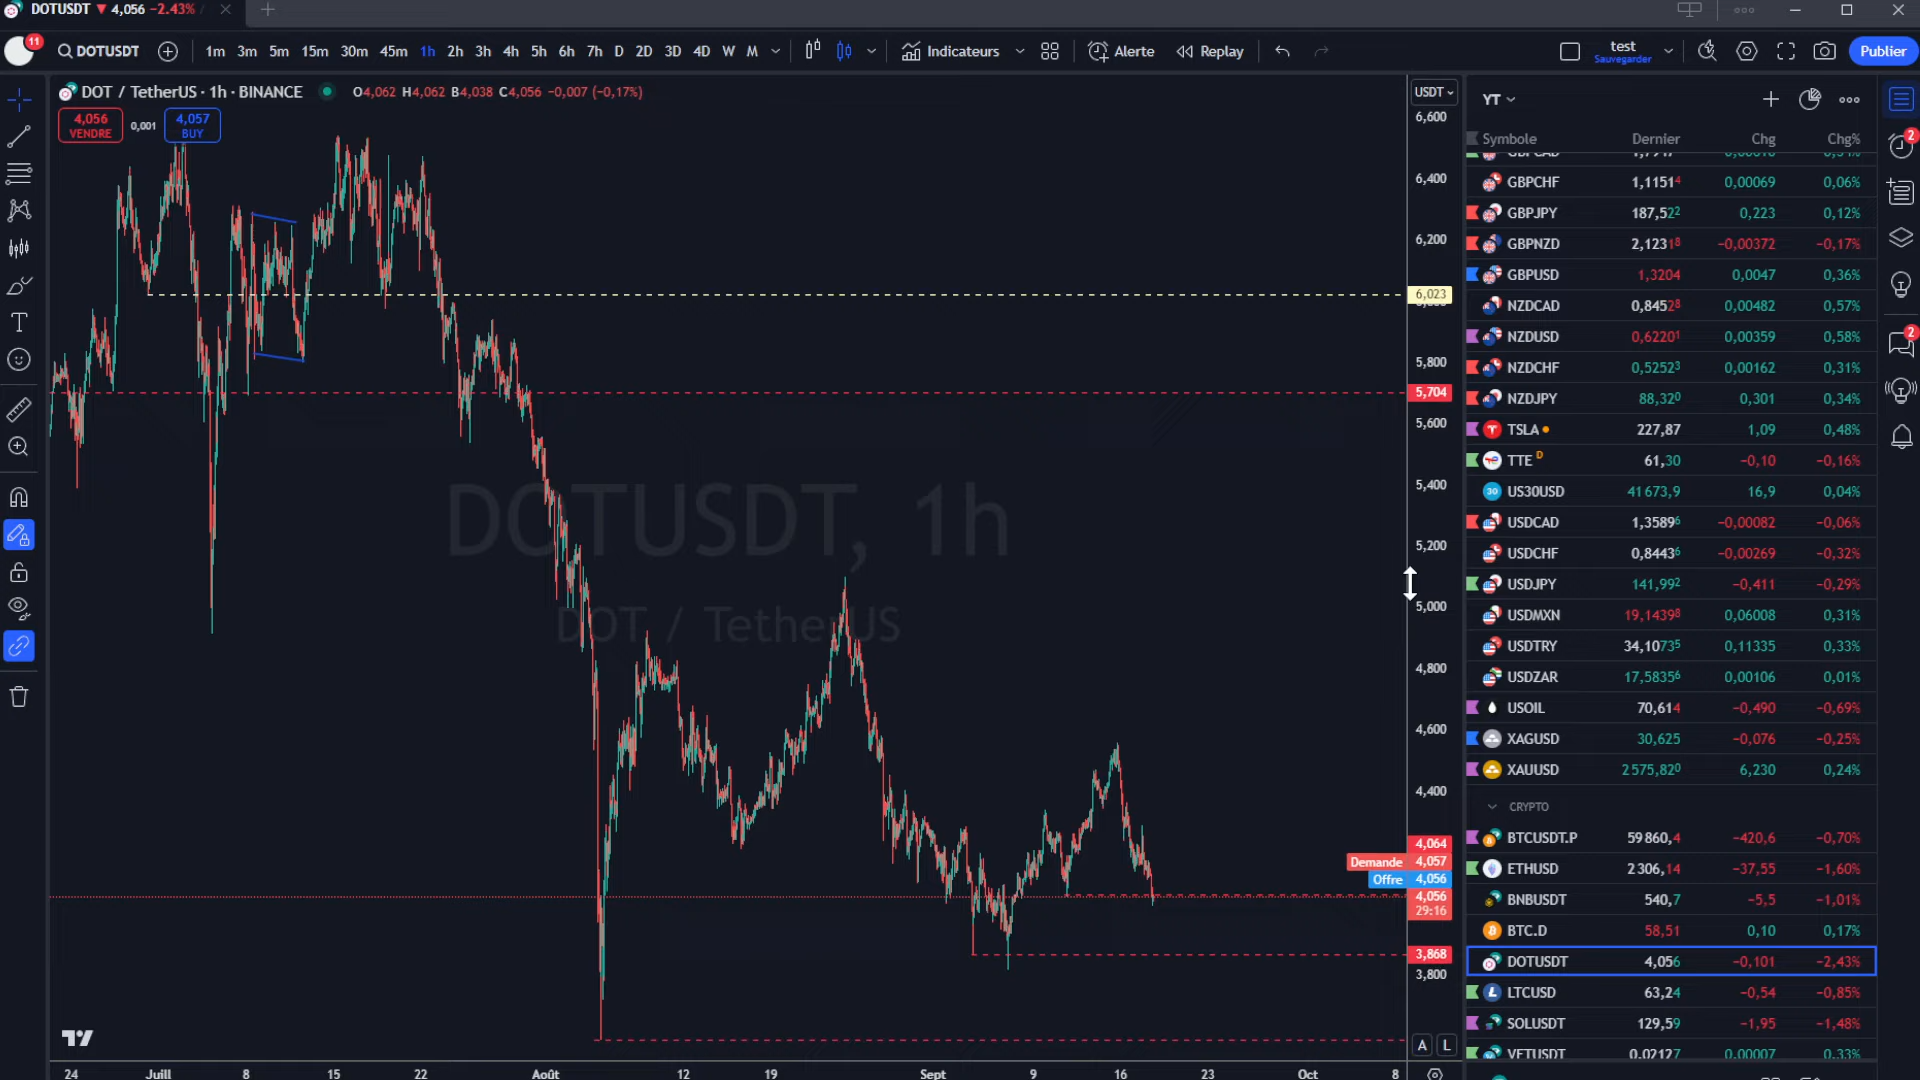 DOTUSDT ▼ 4,056 −2.43% /
11
DOTUSDT 1m 3m 5m 15m 30m 45m 1h 2h 3h 4h 5h 6h 7h D 2D 3D 4D W M Indicateurs Alerte Replay test Sauvegarder Publier
DOT / TetherUS · 1h · BINANCE O4,062 H4,062 B4,038 C4,056 −0,007 (−0,17%)
4,056 VENDRE 0,001 4,057 BUY
USDT
6,600
6,400
6,200
6,023
5,800
5,704
5,600
5,400
5,200
5,000
4,800
4,600
4,400
4,064
Demande 4,057
Offre 4,056
4,056
29:16
3,868
3,800
A L
DOTUSDT, 1h
DOT / TetherUS
24 Juill 8 15 22 Août 12 19 Sept 9 16 23 Oct 8
YT
Symbole Dernier Chg Chg%
GBPCHF 1,1151⁴ 0,00069 0,06%
GBPJPY 187,5²² 0,223 0,12%
GBPNZD 2,1231⁸ −0,00372 −0,17%
GBPUSD 1,3204 0,0047 0,36%
NZDCAD 0,8452⁸ 0,00482 0,57%
NZDUSD 0,6220¹ 0,00359 0,58%
NZDCHF 0,5252³ 0,00162 0,31%
NZDJPY 88,32⁰ 0,301 0,34%
TSLA 227,87 1,09 0,48%
TTE D 61,30 −0,10 −0,16%
US30USD 41 673,9 16,9 0,04%
USDCAD 1,3589⁶ −0,00082 −0,06%
USDCHF 0,8443⁶ −0,00269 −0,32%
USDJPY 141,99² −0,411 −0,29%
USDMXN 19,1439⁸ 0,06008 0,31%
USDTRY 34,1073⁵ 0,11335 0,33%
USDZAR 17,5835⁶ 0,00106 0,01%
USOIL 70,614 −0,490 −0,69%
XAGUSD 30,625 −0,076 −0,25%
XAUUSD 2 575,82⁰ 6,230 0,24%
CRYPTO
BTCUSDT.P 59 860,4 −420,6 −0,70%
ETHUSD 2 306,14 −37,55 −1,60%
BNBUSDT 540,7 −5,5 −1,01%
BTC.D 58,51 0,10 0,17%
DOTUSDT 4,056 −0,101 −2,43%
LTCUSD 63,24 −0,54 −0,85%
SOLUSDT 129,59 −1,95 −1,48%
VETUSDT 0,02127 0,00007 0,33%
2
2